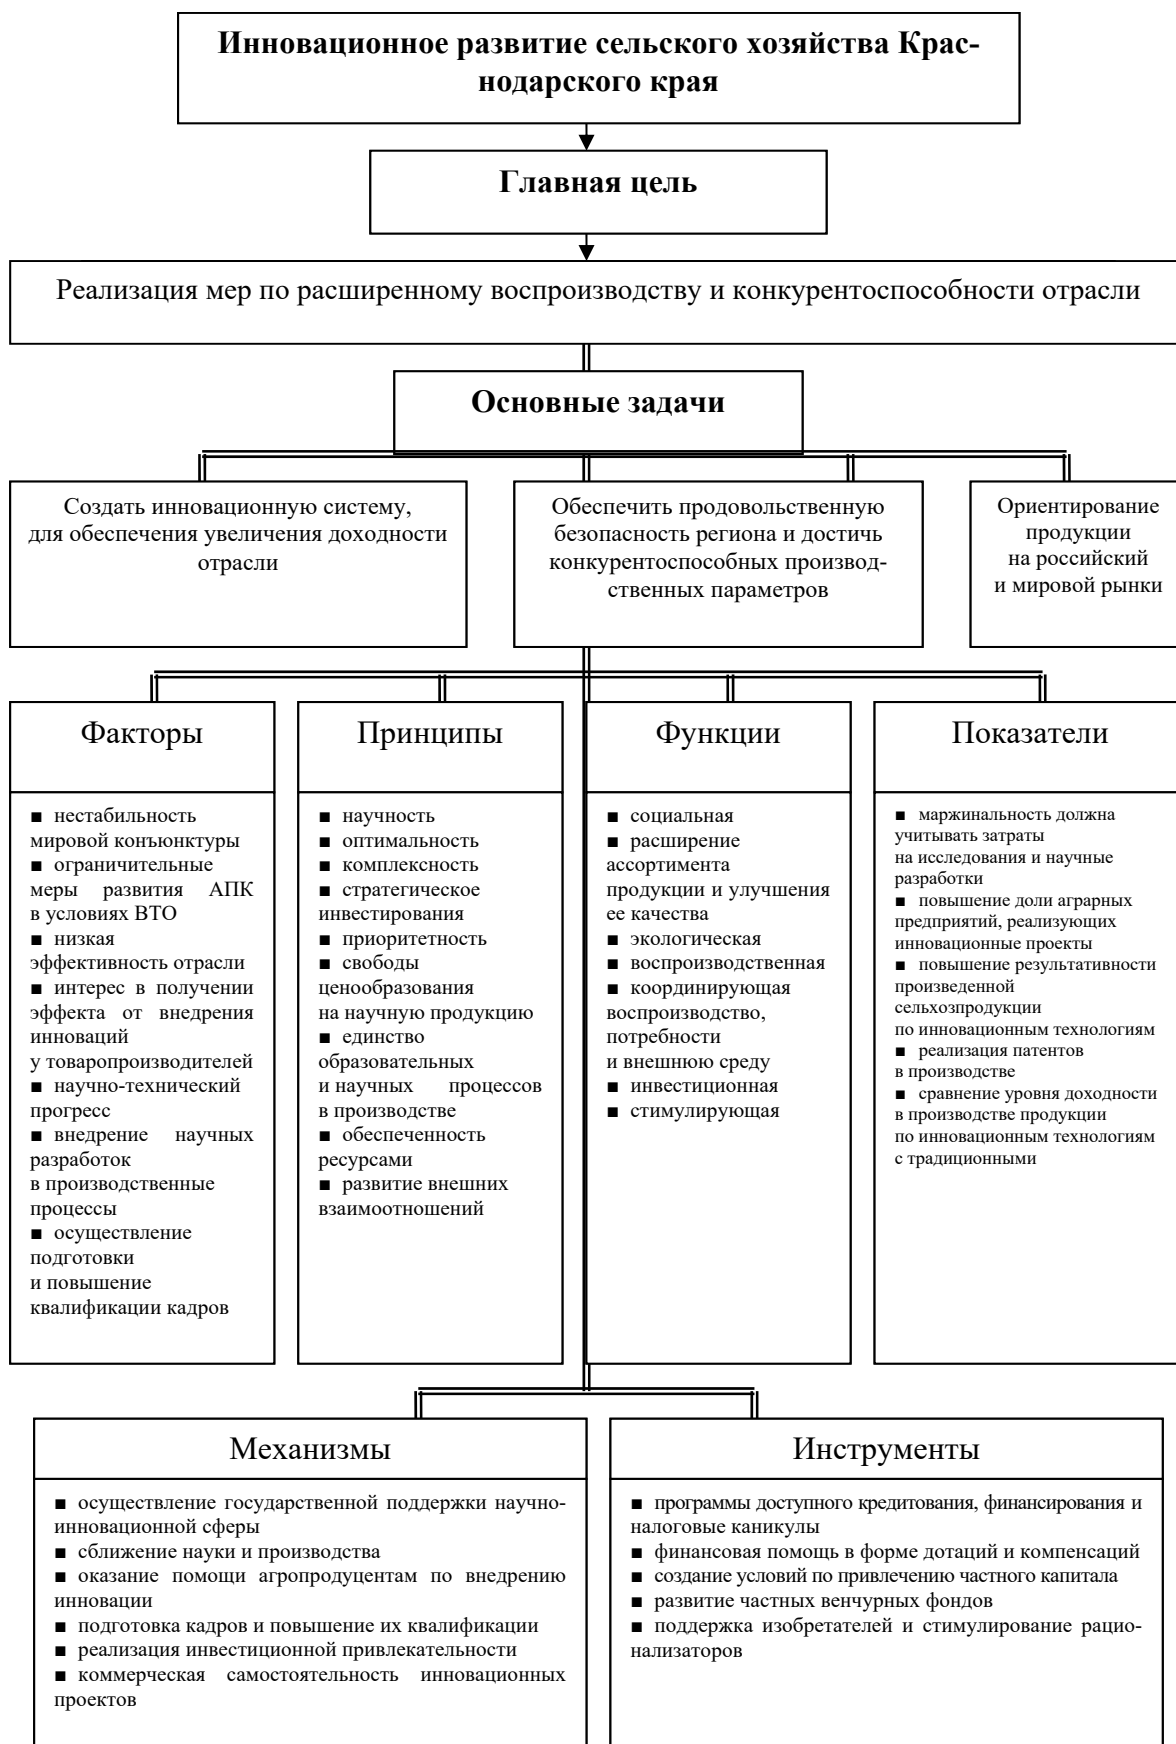 Инновационное развитие сельского хозяйства Крас-
нодарского края
Главная цель
Реализация мер по расширенному воспроизводству и конкурентоспособности отрасли
Основные задачи
Создать инновационную систему,
для обеспечения увеличения доходности
отрасли
Обеспечить продовольственную
безопасность региона и достичь
конкурентоспособных производ-
ственных параметров
Ориентирование
продукции
на российский
и мировой рынки
Факторы
■ нестабильность
мировой конъюнктуры
■ ограничительные
меры развития АПК
в условиях ВТО
■ низкая
эффективность отрасли
■ интерес в получении
эффекта от внедрения
инноваций
у товаропроизводителей
■ научно-технический
прогресс
■ внедрение научных
разработок
в производственные
процессы
■ осуществление
подготовки
и повышение
квалификации кадров
Принципы
■ научность
■ оптимальность
■ комплексность
■ стратегическое
инвестирования
■ приоритетность
■ свободы
ценообразования
на научную продукцию
■ единство
образовательных
и научных процессов
в производстве
■ обеспеченность
ресурсами
■ развитие внешних
взаимоотношений
Функции
■ социальная
■ расширение
ассортимента
продукции и улучшения
ее качества
■ экологическая
■ воспроизводственная
■ координирующая
воспроизводство,
потребности
и внешнюю среду
■ инвестиционная
■ стимулирующая
Показатели
■ маржинальность должна
учитывать затраты
на исследования и научные
разработки
■ повышение доли аграрных
предприятий, реализующих
инновационные проекты
■ повышение результативности
произведенной
сельхозпродукции
по инновационным технологиям
■ реализация патентов
в производстве
■ сравнение уровня доходности
в производстве продукции
по инновационным технологиям
с традиционными
Механизмы
■ осуществление государственной поддержки научно-
инновационной сферы
■ сближение науки и производства
■ оказание помощи агропродуцентам по внедрению
инновации
■ подготовка кадров и повышение их квалификации
■ реализация инвестиционной привлекательности
■ коммерческая самостоятельность инновационных
проектов
Инструменты
■ программы доступного кредитования, финансирования и
налоговые каникулы
■ финансовая помощь в форме дотаций и компенсаций
■ создание условий по привлечению частного капитала
■ развитие частных венчурных фондов
■ поддержка изобретателей и стимулирование рацио-
нализаторов